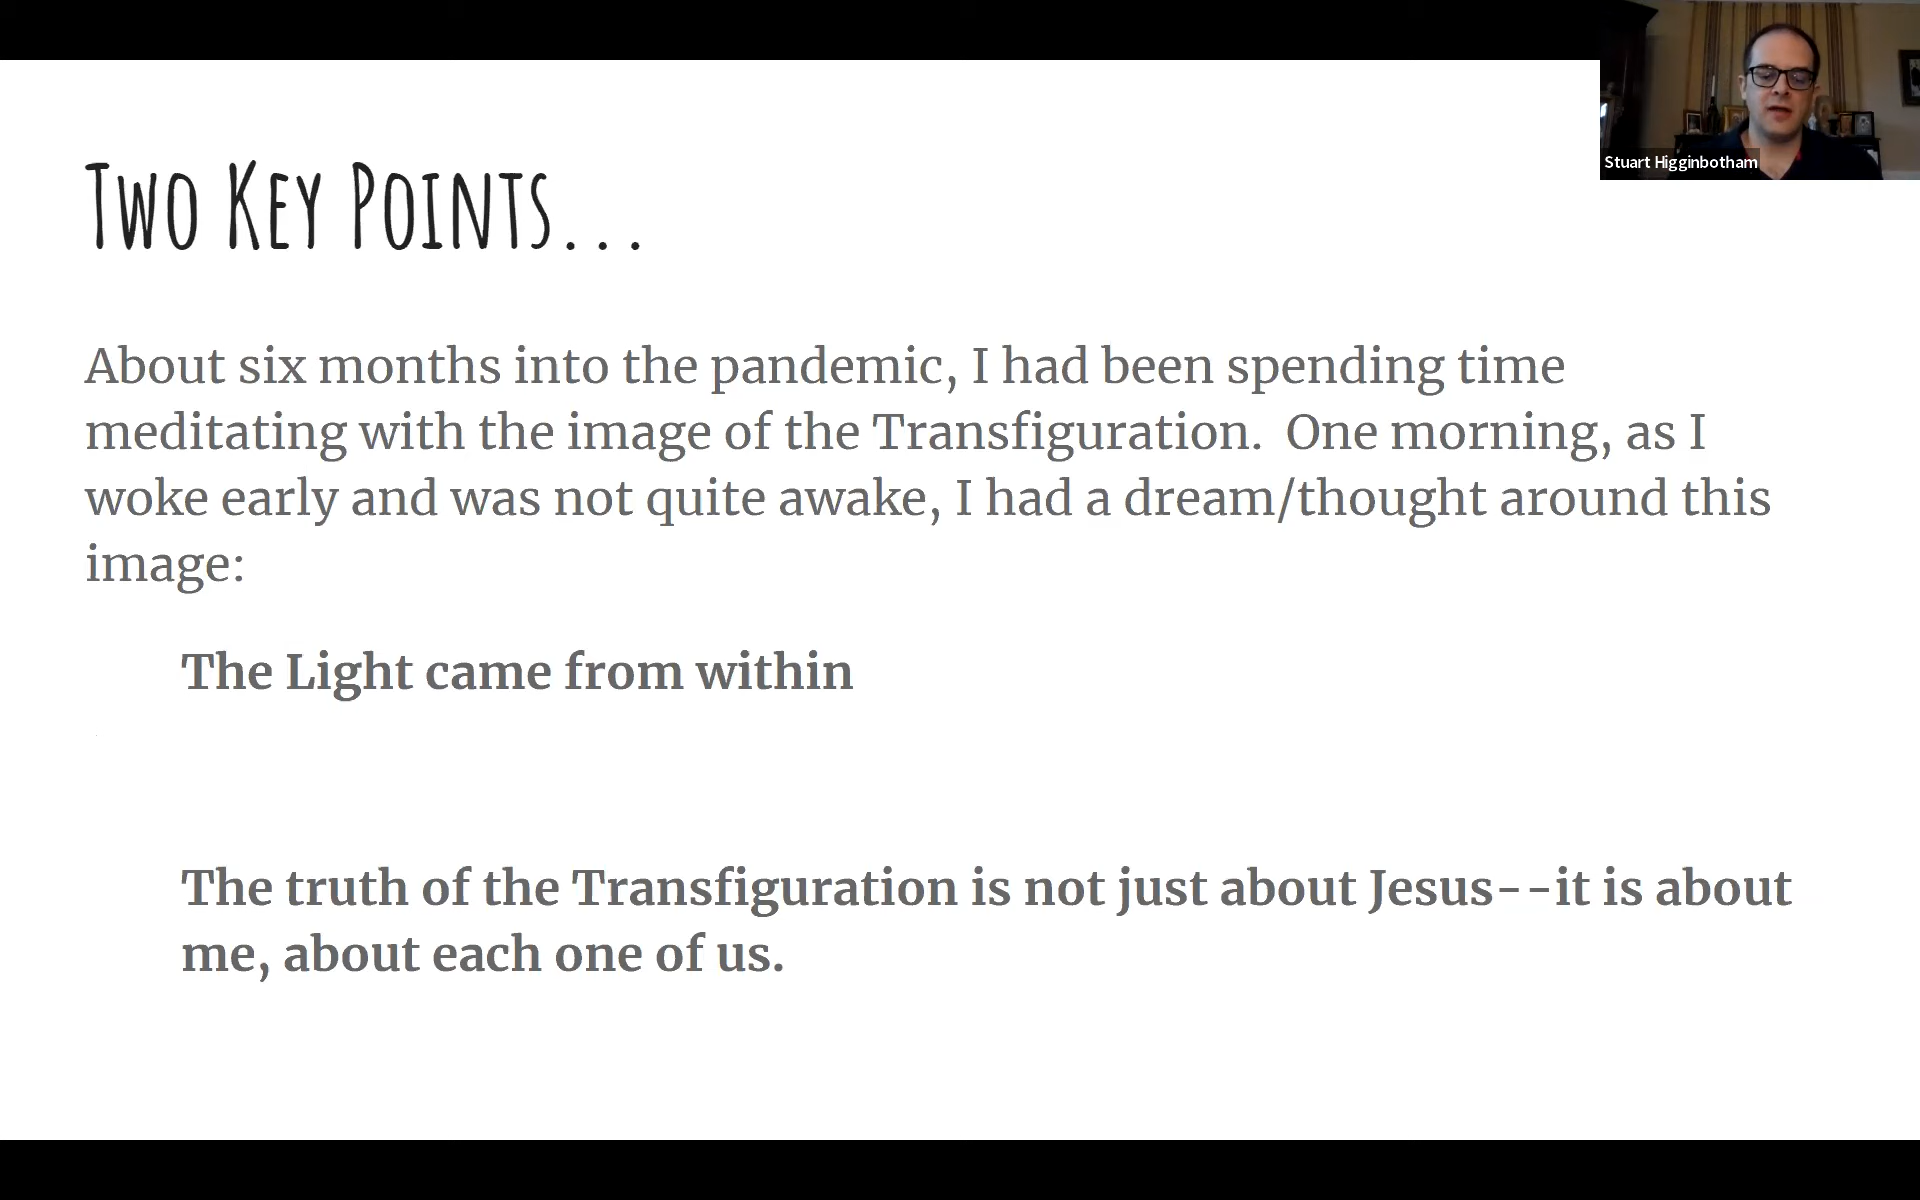 Stuart Higginbotham
Two Key Points...
About six months into the pandemic, I had been spending time
meditating with the image of the Transfiguration.  One morning, as I
woke early and was not quite awake, I had a dream/thought around this
image:
The Light came from within
The truth of the Transfiguration is not just about Jesus--it is about
me, about each one of us.